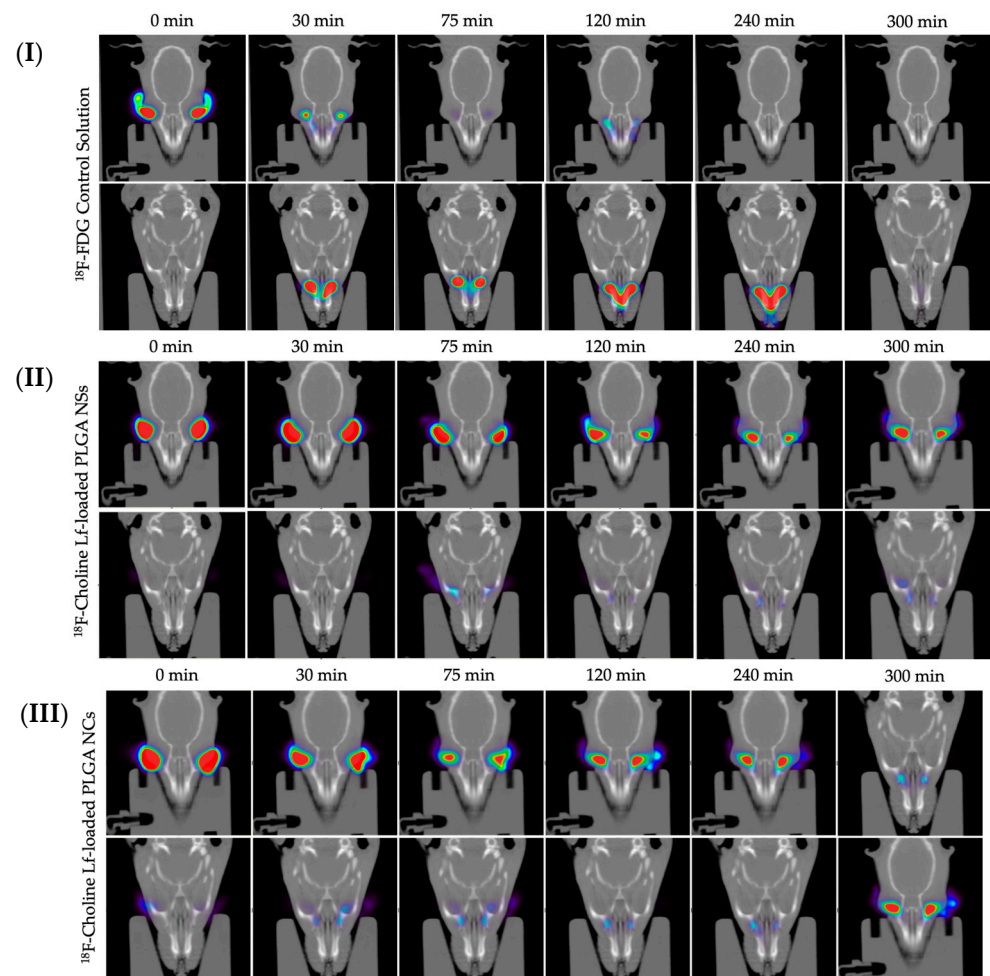 0 min 30 min 75 min 120 min 240 min 300 min
(I)
¹⁸F-FDG Control Solution
0 min 30 min 75 min 120 min 240 min 300 min
(II)
¹⁸F-Choline Lf-loaded PLGA NSs
0 min 30 min 75 min 120 min 240 min 300 min
(III)
¹⁸F-Choline Lf-loaded PLGA NCs